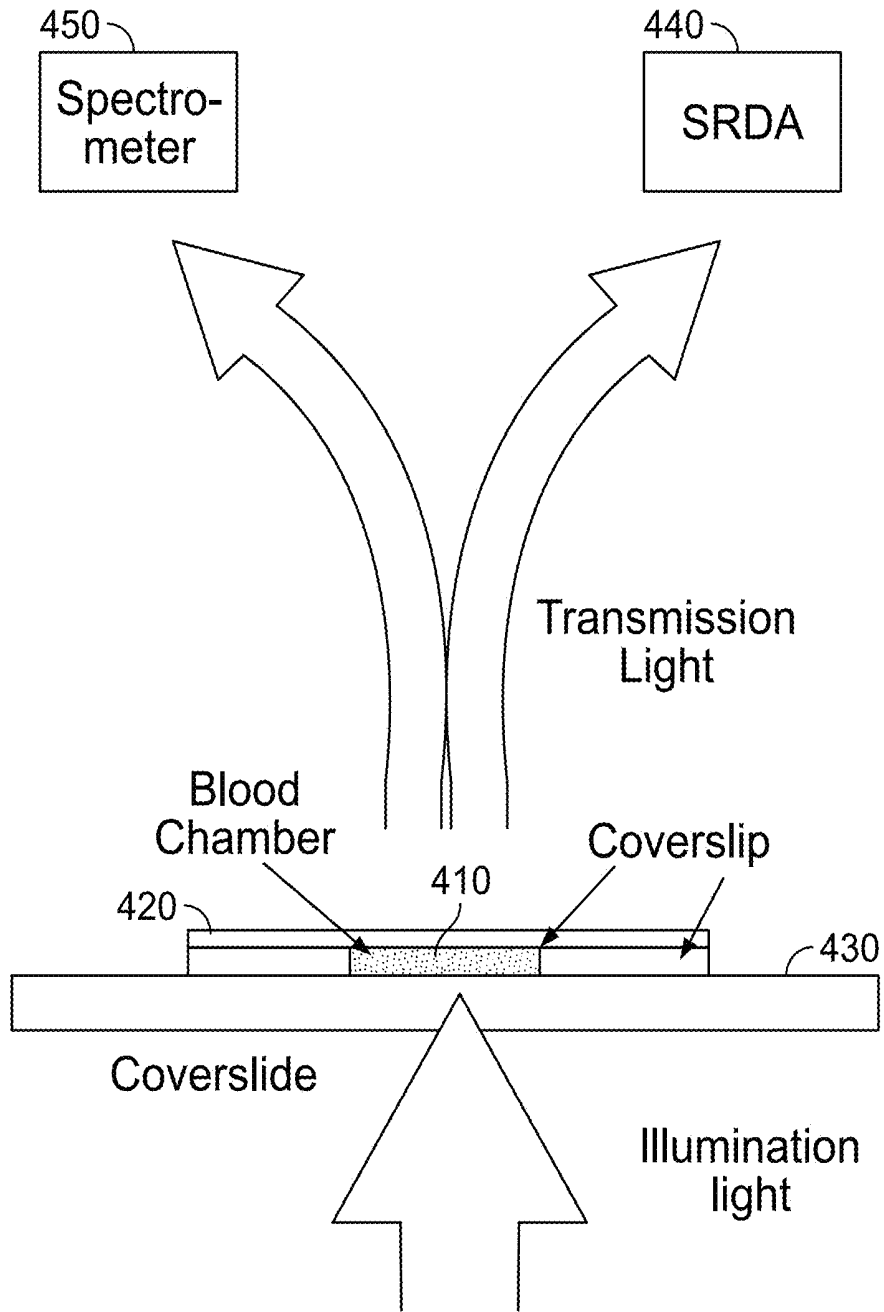 450
Spectro-
meter
440
SRDA
Transmission
Light
Blood
Chamber
Coverslip
410
420
430
Coverslide
Illumination
light